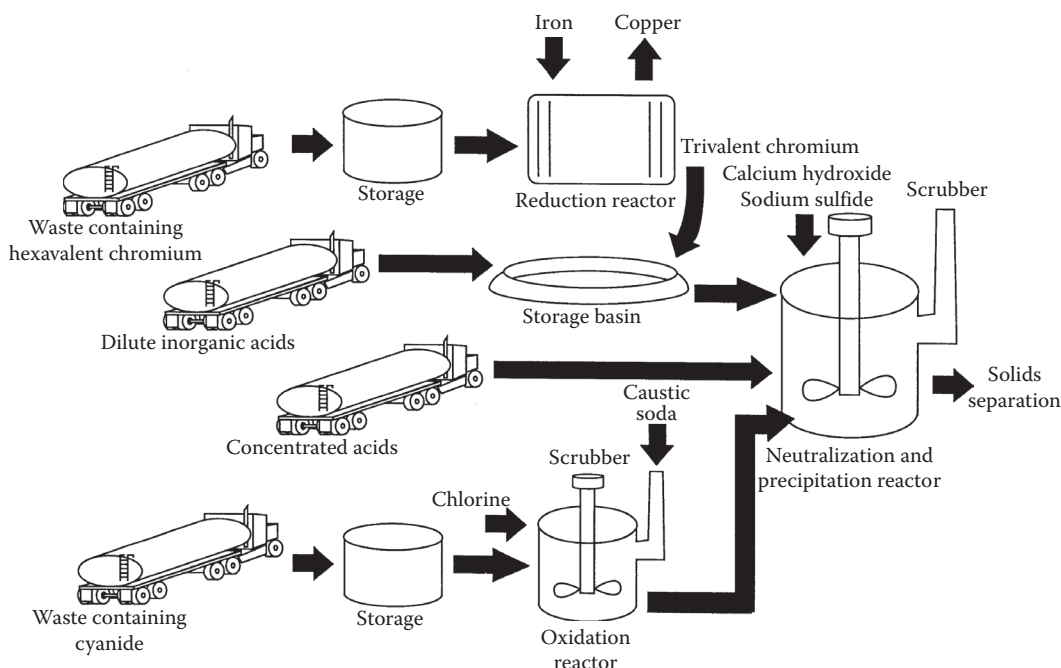 Iron
Copper
Trivalent chromium
Calcium hydroxide
Sodium sulfide
Scrubber
Storage
Reduction reactor
Waste containing
hexavalent chromium
Storage basin
Dilute inorganic acids
Solids
separation
Caustic
soda
Concentrated acids
Neutralization and
precipitation reactor
Scrubber
Chlorine
Waste containing
cyanide
Storage
Oxidation
reactor